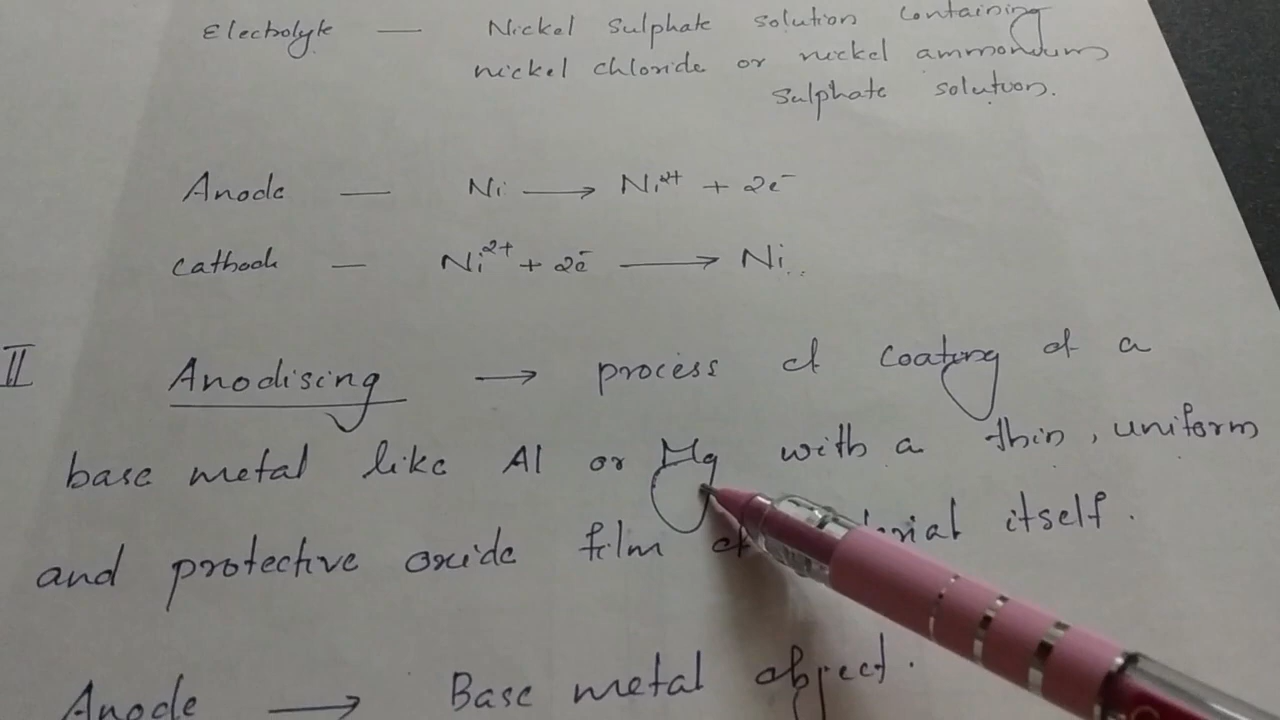 Electrolyte — Nickel Sulphate solution containing
nickel chloride or nickel ammonium
sulphate solution.
Anode — Ni → Ni²⁺ + 2e⁻
Cathode — Ni²⁺ + 2e⁻ → Ni.
II Anodising → process of coating of a
base metal like Al or Mg with a thin, uniform
and protective oxide film of itself.
Anode → Base metal object.